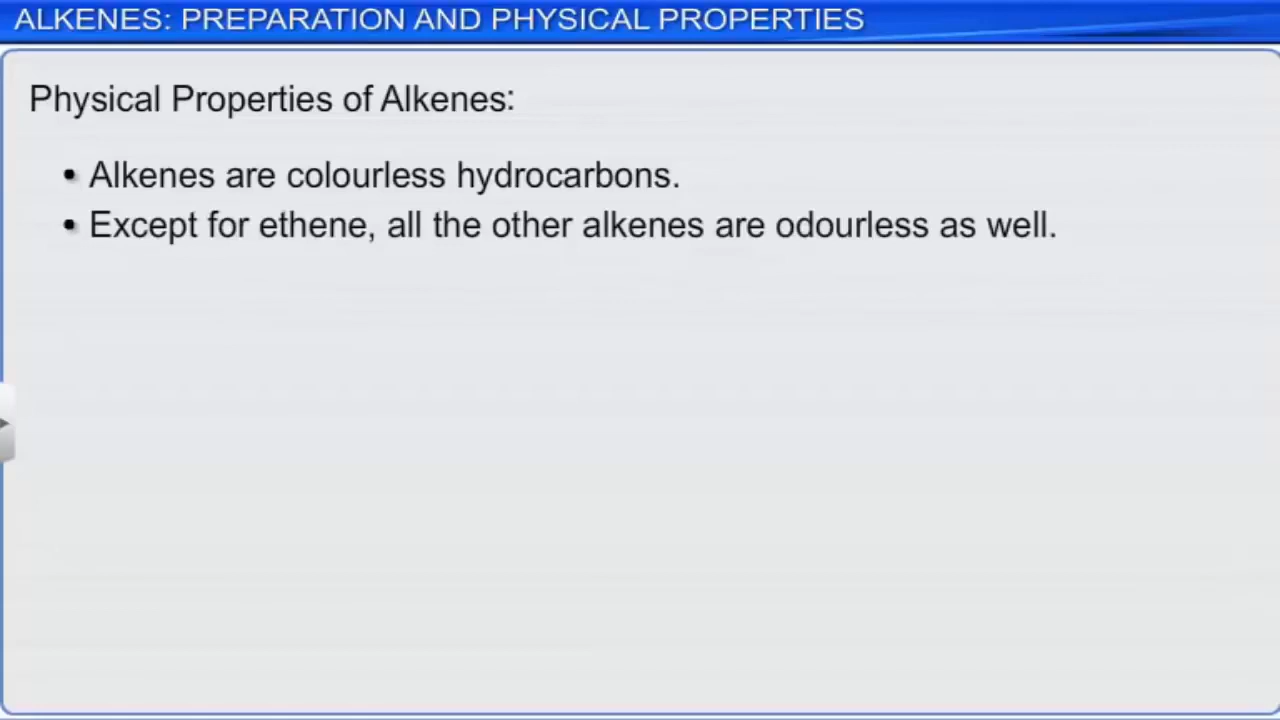 ALKENES: PREPARATION AND PHYSICAL PROPERTIES
Physical Properties of Alkenes:
• Alkenes are colourless hydrocarbons.
• Except for ethene, all the other alkenes are odourless as well.